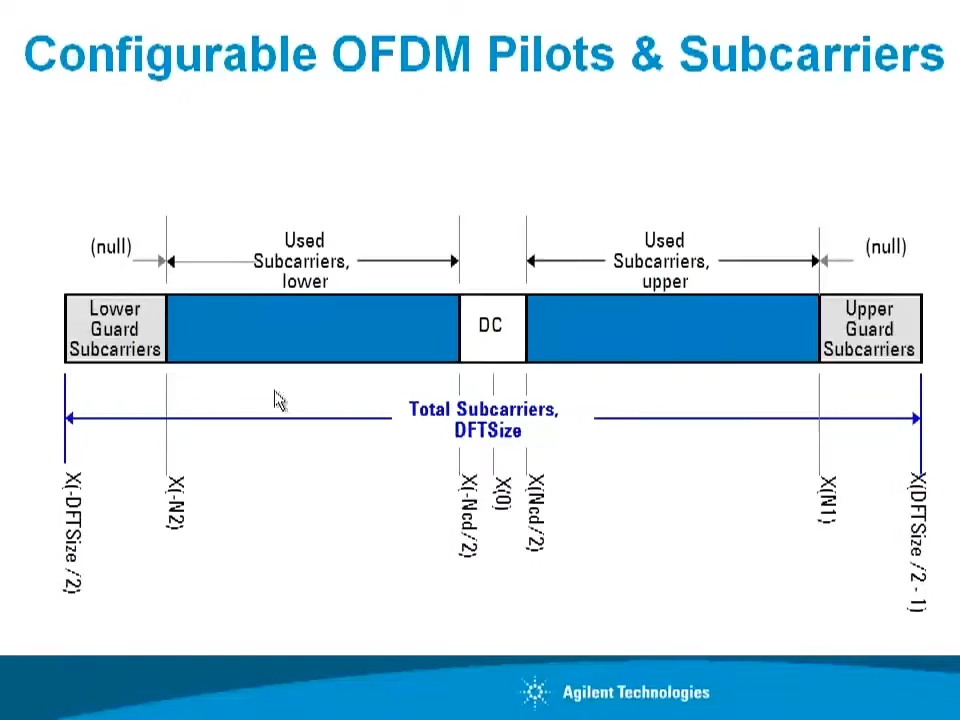 Configurable OFDM Pilots & Subcarriers
(null)
Used
Subcarriers,
lower
Used
Subcarriers,
upper
(null)
Lower
Guard
Subcarriers
DC
Upper
Guard
Subcarriers
Total Subcarriers,
DFTSize
X(-DFTSize /2)
X(-N2)
X(-Ncd/2)
X(0)
X(Ncd/2)
X(N1)
X(DFTSize /2 - 1)
Agilent Technologies